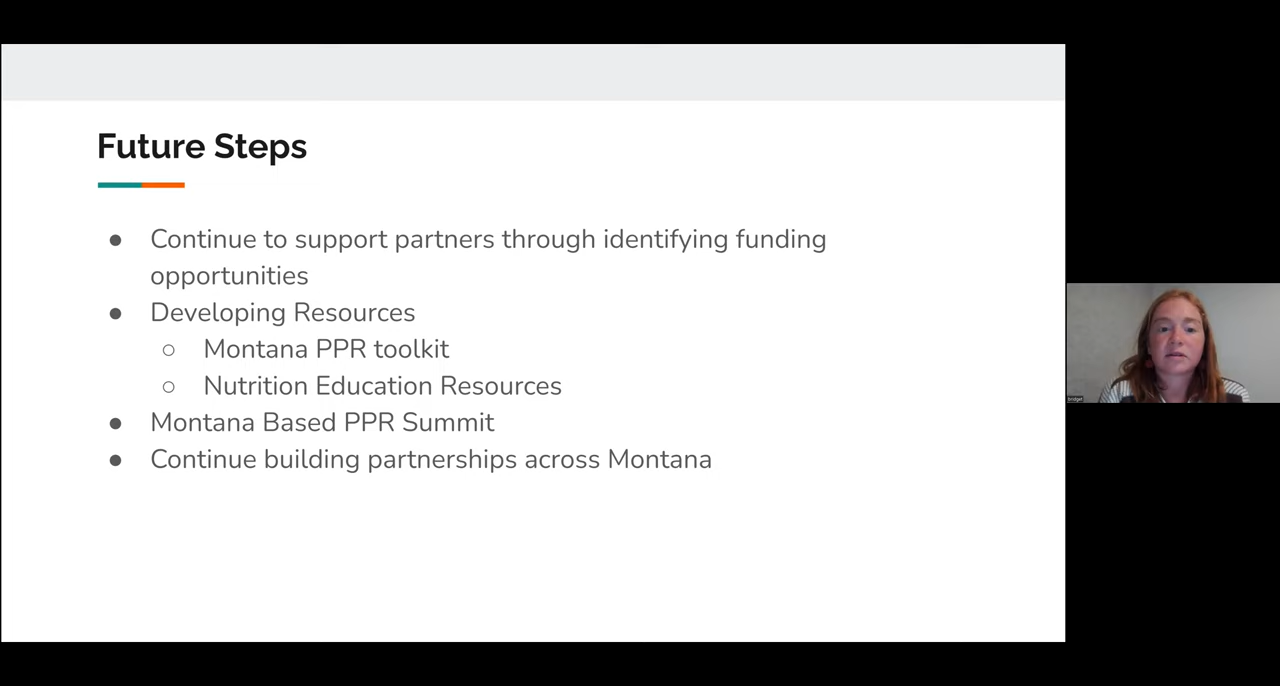 Future Steps
● Continue to support partners through identifying funding
opportunities
● Developing Resources
○ Montana PPR toolkit
○ Nutrition Education Resources
● Montana Based PPR Summit
● Continue building partnerships across Montana
bridget